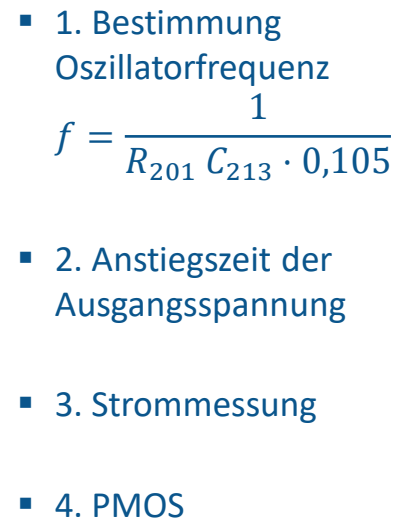 ▪ 1. Bestimmung
Oszillatorfrequenz
f = 1 / (R₂₀₁ C₂₁₃ · 0,105)
▪ 2. Anstiegszeit der
Ausgangsspannung
▪ 3. Strommessung
▪ 4. PMOS